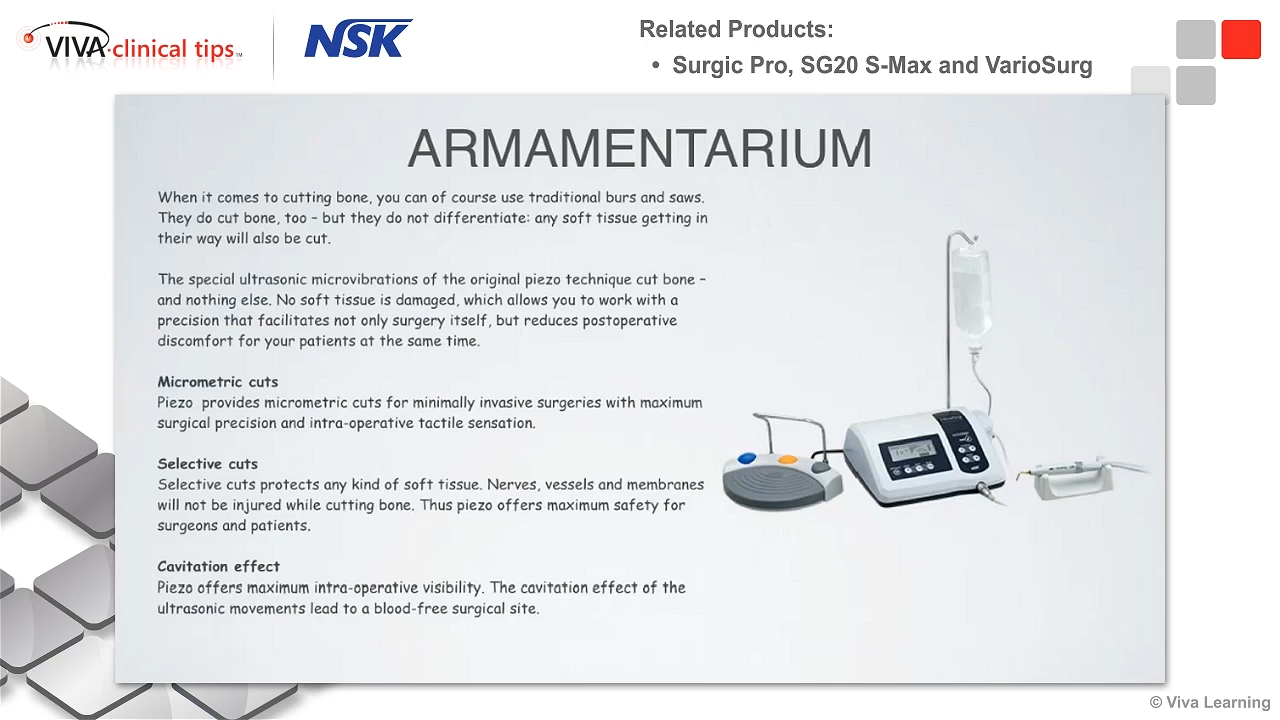 VIVA clinical tips™
NSK
Related Products:
• Surgic Pro, SG20 S-Max and VarioSurg
ARMAMENTARIUM
When it comes to cutting bone, you can of course use traditional burs and saws.
They do cut bone, too – but they do not differentiate: any soft tissue getting in
their way will also be cut.
The special ultrasonic microvibrations of the original piezo technique cut bone –
and nothing else. No soft tissue is damaged, which allows you to work with a
precision that facilitates not only surgery itself, but reduces postoperative
discomfort for your patients at the same time.
Micrometric cuts
Piezo provides micrometric cuts for minimally invasive surgeries with maximum
surgical precision and intra-operative tactile sensation.
Selective cuts
Selective cuts protects any kind of soft tissue. Nerves, vessels and membranes
will not be injured while cutting bone. Thus piezo offers maximum safety for
surgeons and patients.
Cavitation effect
Piezo offers maximum intra-operative visibility. The cavitation effect of the
ultrasonic movements lead to a blood-free surgical site.
© Viva Learning